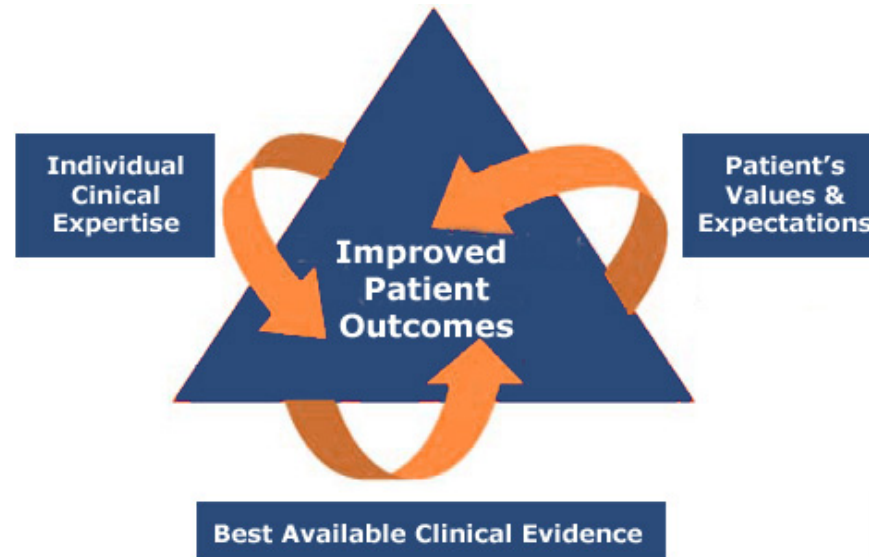 Individual
Cinical
Expertise
Patient's
Values &
Expectations
Improved
Patient
Outcomes
Best Available Clinical Evidence